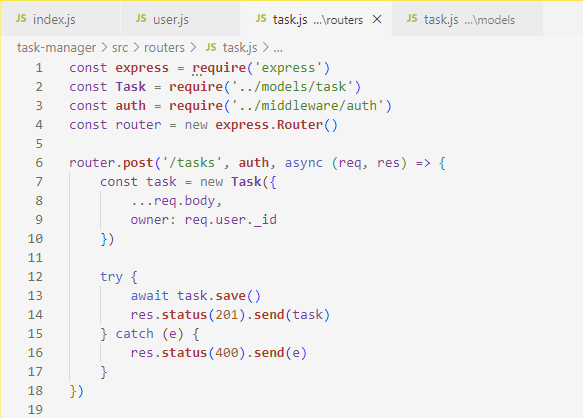 index.js user.js task.js ...\routers task.js ...\models
task-manager > src > routers > JS task.js > ...
1 const express = require('express')
2 const Task = require('../models/task')
3 const auth = require('../middleware/auth')
4 const router = new express.Router()
5
6 router.post('/tasks', auth, async (req, res) => {
7     const task = new Task({
8         ...req.body,
9         owner: req.user._id
10     })
11
12     try {
13         await task.save()
14         res.status(201).send(task)
15     } catch (e) {
16         res.status(400).send(e)
17     }
18 })
19